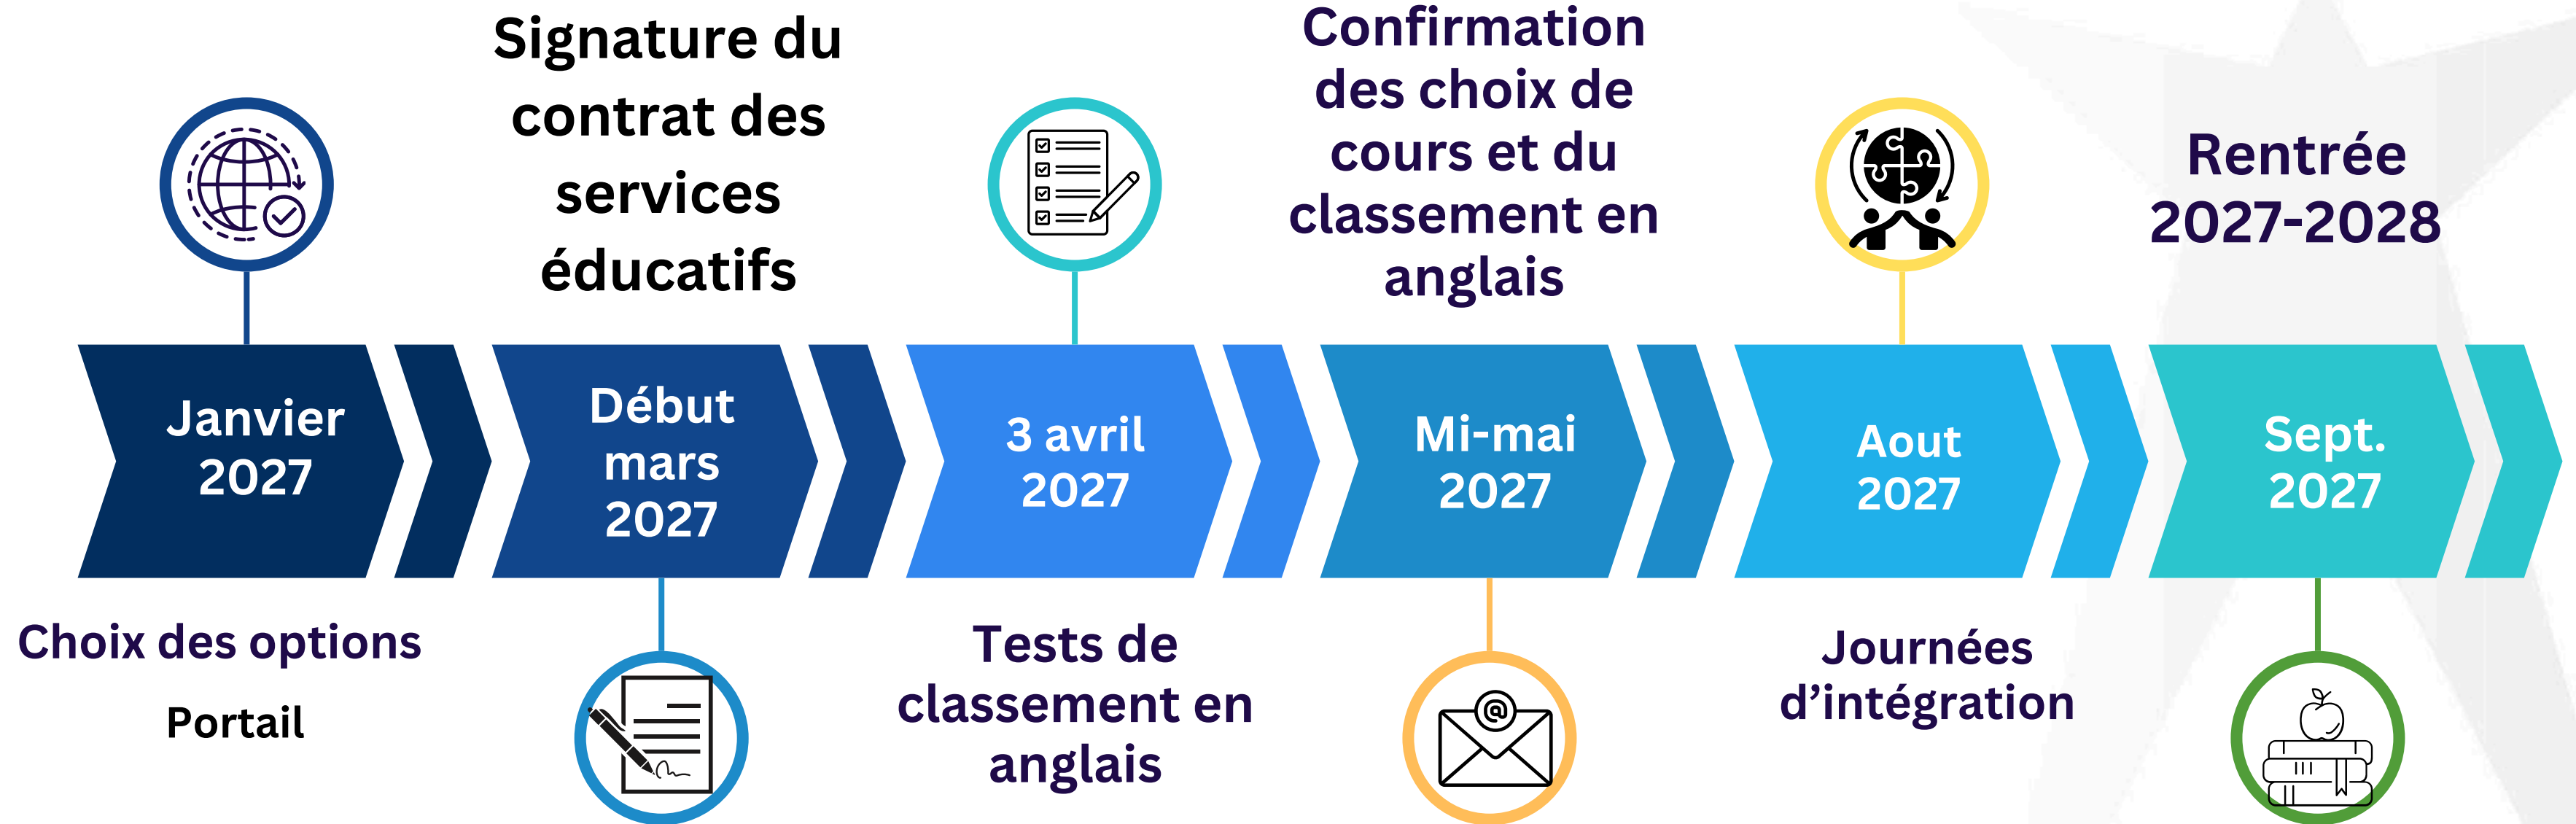 Signature du
contrat des
services
éducatifs
Confirmation
des choix de
cours et du
classement en
anglais
Rentrée
2027-2028
Janvier
2027
Début
mars
2027
3 avril
2027
Mi-mai
2027
Aout
2027
Sept.
2027
Choix des options
Portail
Tests de
classement en
anglais
@
Journées
d’intégration